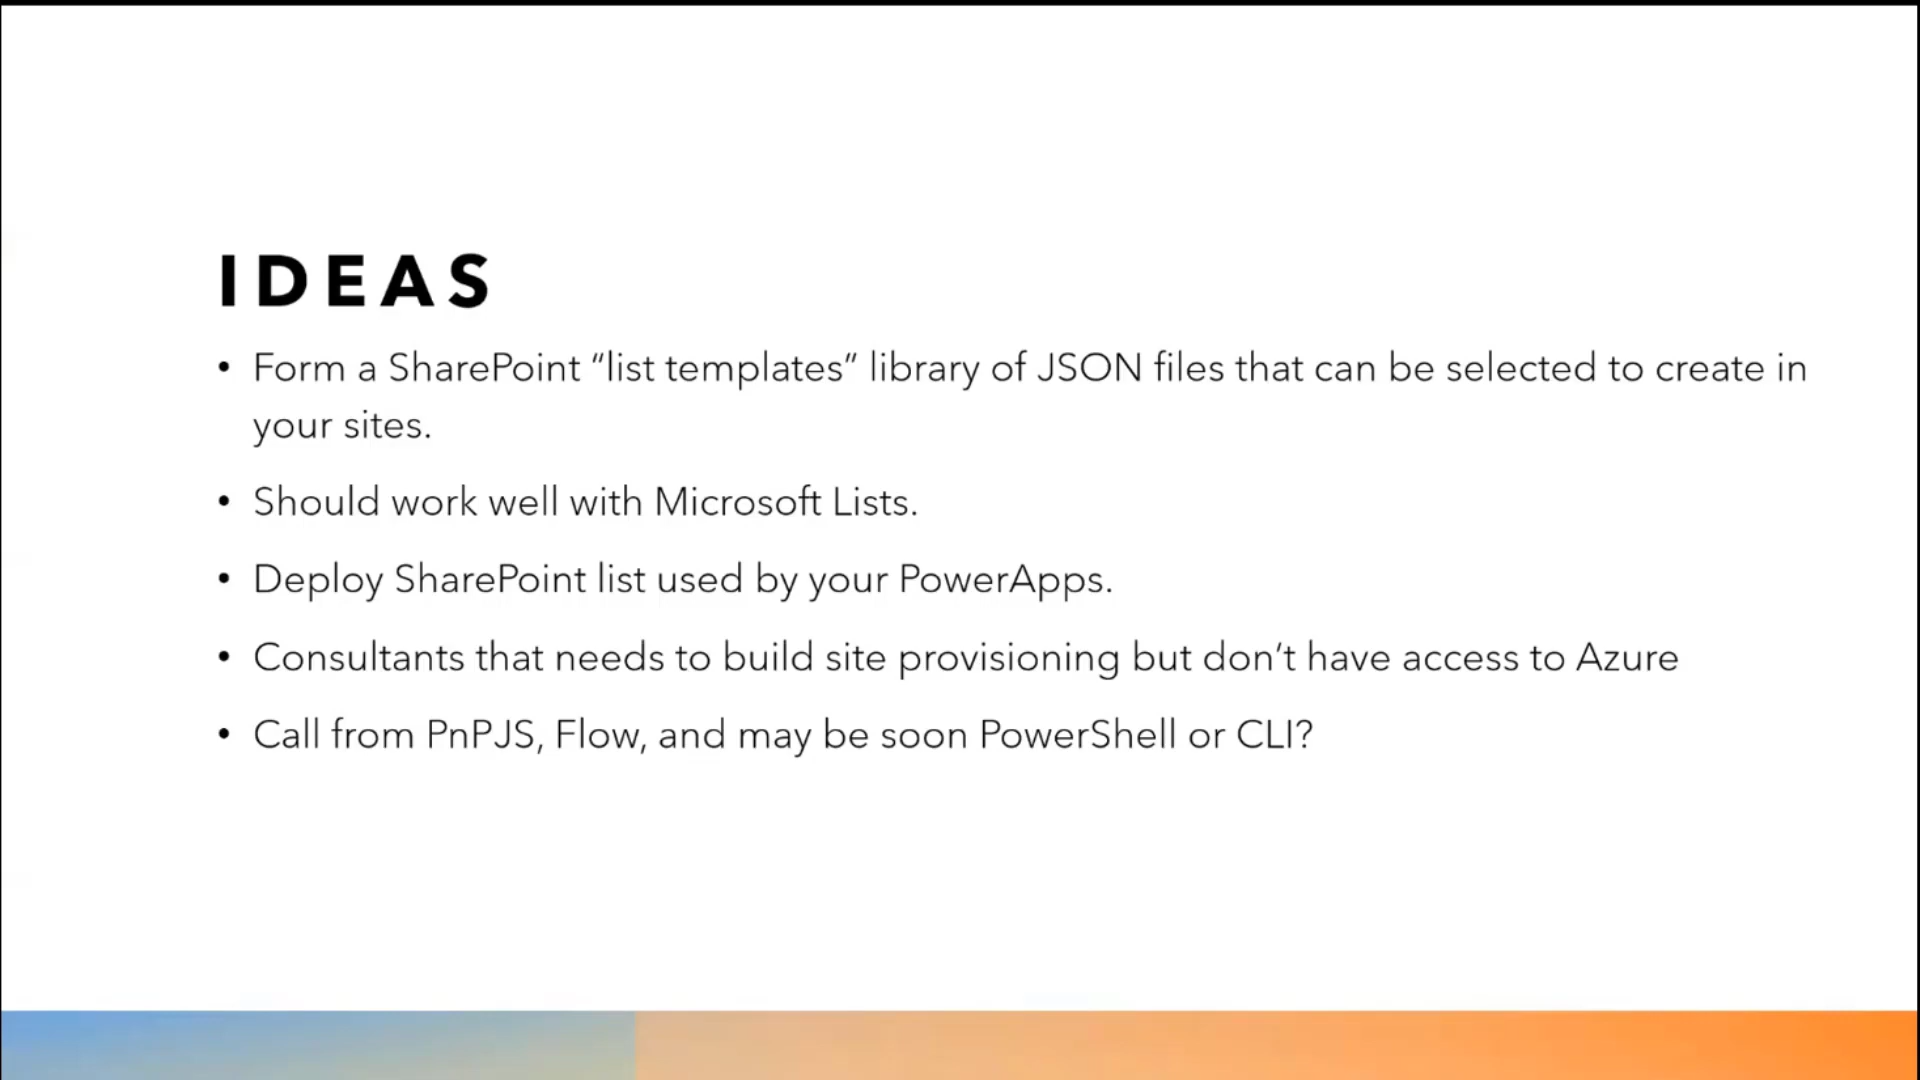 IDEAS
• Form a SharePoint “list templates” library of JSON files that can be selected to create in
your sites.
• Should work well with Microsoft Lists.
• Deploy SharePoint list used by your PowerApps.
• Consultants that needs to build site provisioning but don’t have access to Azure
• Call from PnPJS, Flow, and may be soon PowerShell or CLI?